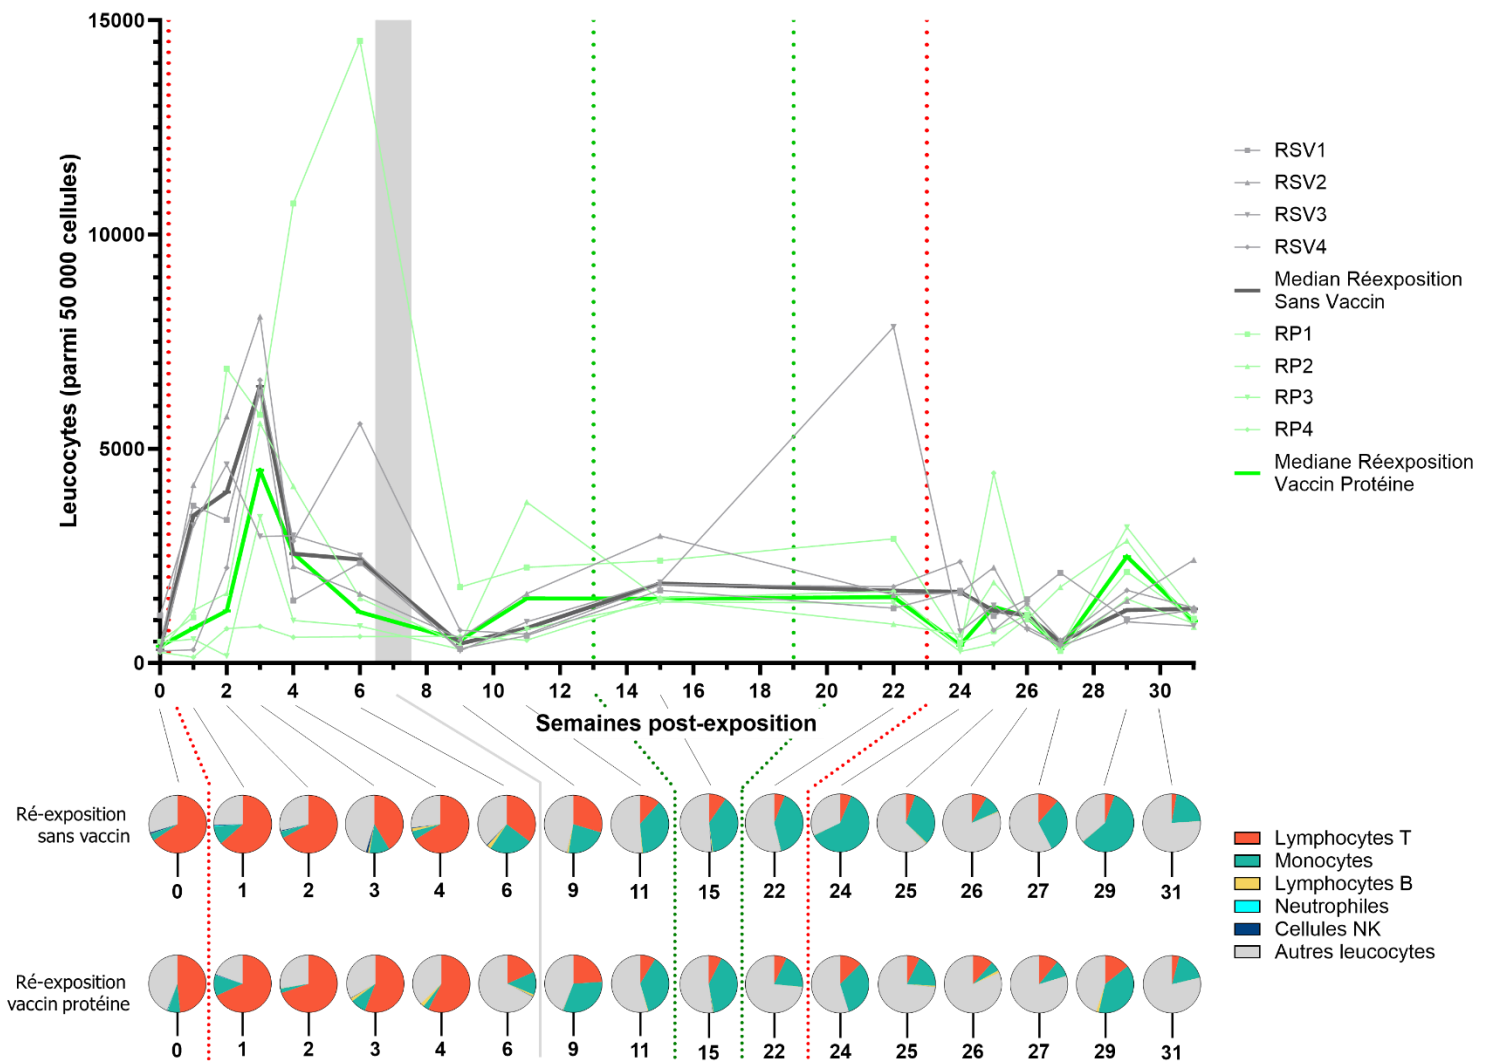 15000
10000
5000
0
Leucocytes (parmi 50 000 cellules)
0 2 4 6 8 10 12 14 16 18 20 22 24 26 28 30
Semaines post-exposition
RSV1
RSV2
RSV3
RSV4
Median Réexposition
Sans Vaccin
RP1
RP2
RP3
RP4
Mediane Réexposition
Vaccin Protéine
Ré-exposition
sans vaccin
0 1 2 3 4 6 9 11 15 22 24 25 26 27 29 31
Ré-exposition
vaccin protéine
0 1 2 3 4 6 9 11 15 22 24 25 26 27 29 31
Lymphocytes T
Monocytes
Lymphocytes B
Neutrophiles
Cellules NK
Autres leucocytes